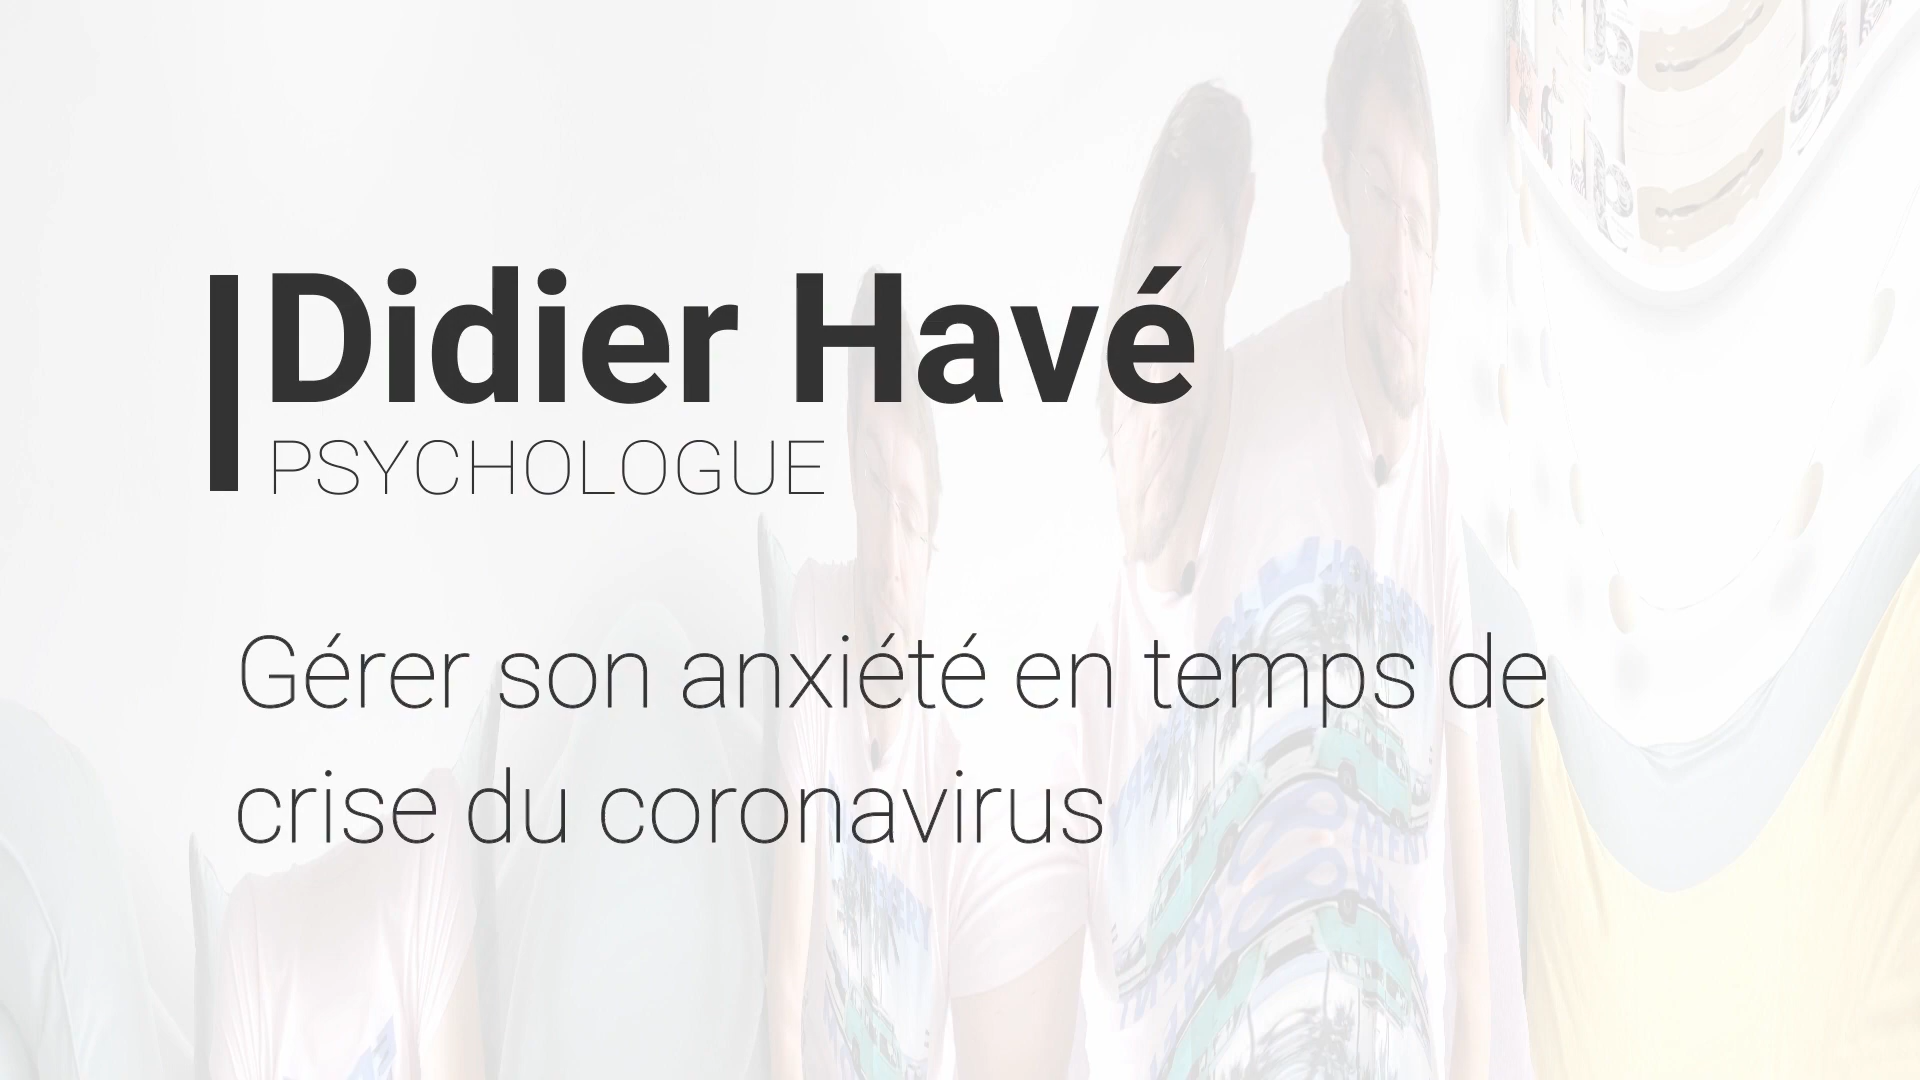 Didier Havé
PSYCHOLOGUE
Gérer son anxiété en temps de
crise du coronavirus